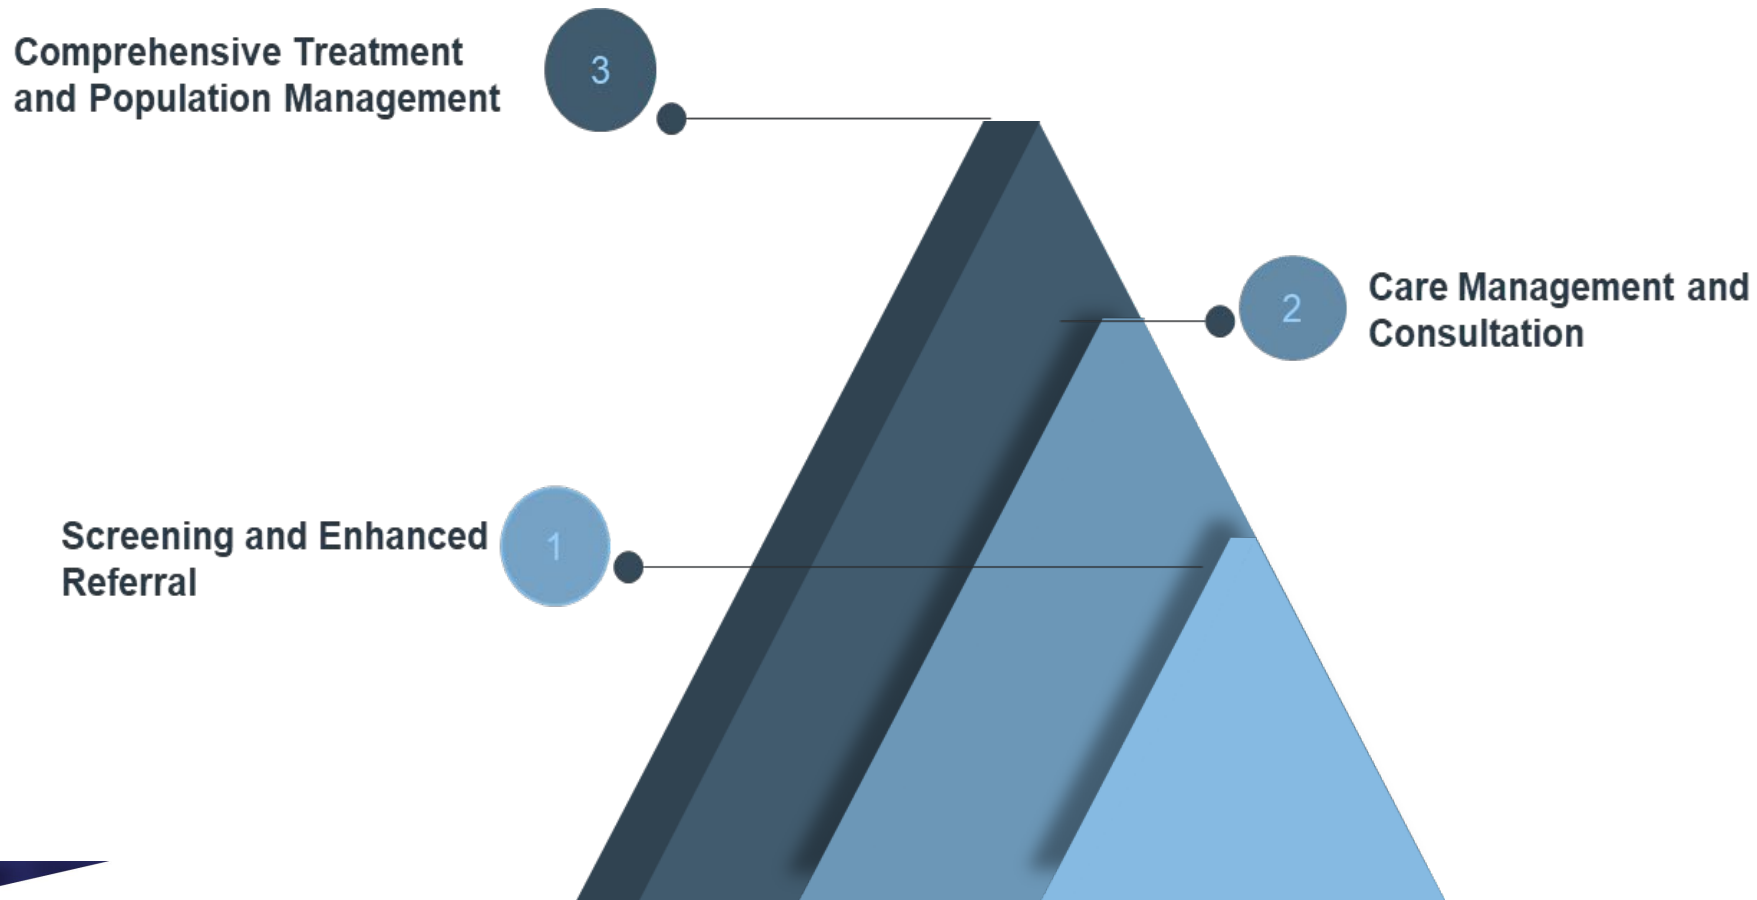 Comprehensive Treatment
and Population Management
3
2
Care Management and
Consultation
Screening and Enhanced
Referral
1